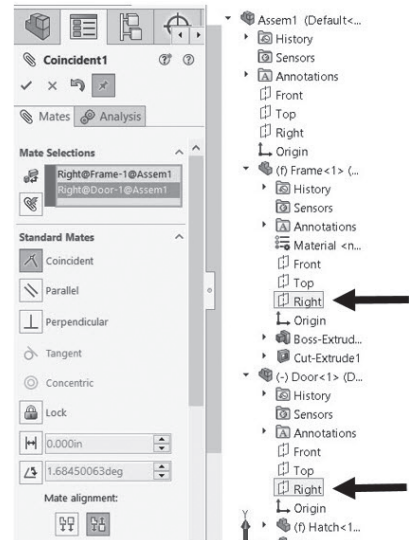 Coincident1
Mates
Analysis
Mate Selections
Right@Frame-1@Assem1
Right@Door-1@Assem1
Standard Mates
Coincident
Parallel
Perpendicular
Tangent
Concentric
Lock
0.000in
1.68450063deg
Mate alignment:
Assem1 (Default<...
History
Sensors
Annotations
Front
Top
Right
Origin
(f) Frame<1> (...
History
Sensors
Annotations
Material <n...
Front
Top
Right
Origin
Boss-Extrud...
Cut-Extrude1
(-) Door<1> (D...
History
Sensors
Annotations
Front
Top
Right
Origin
(f) Hatch<1...
Y